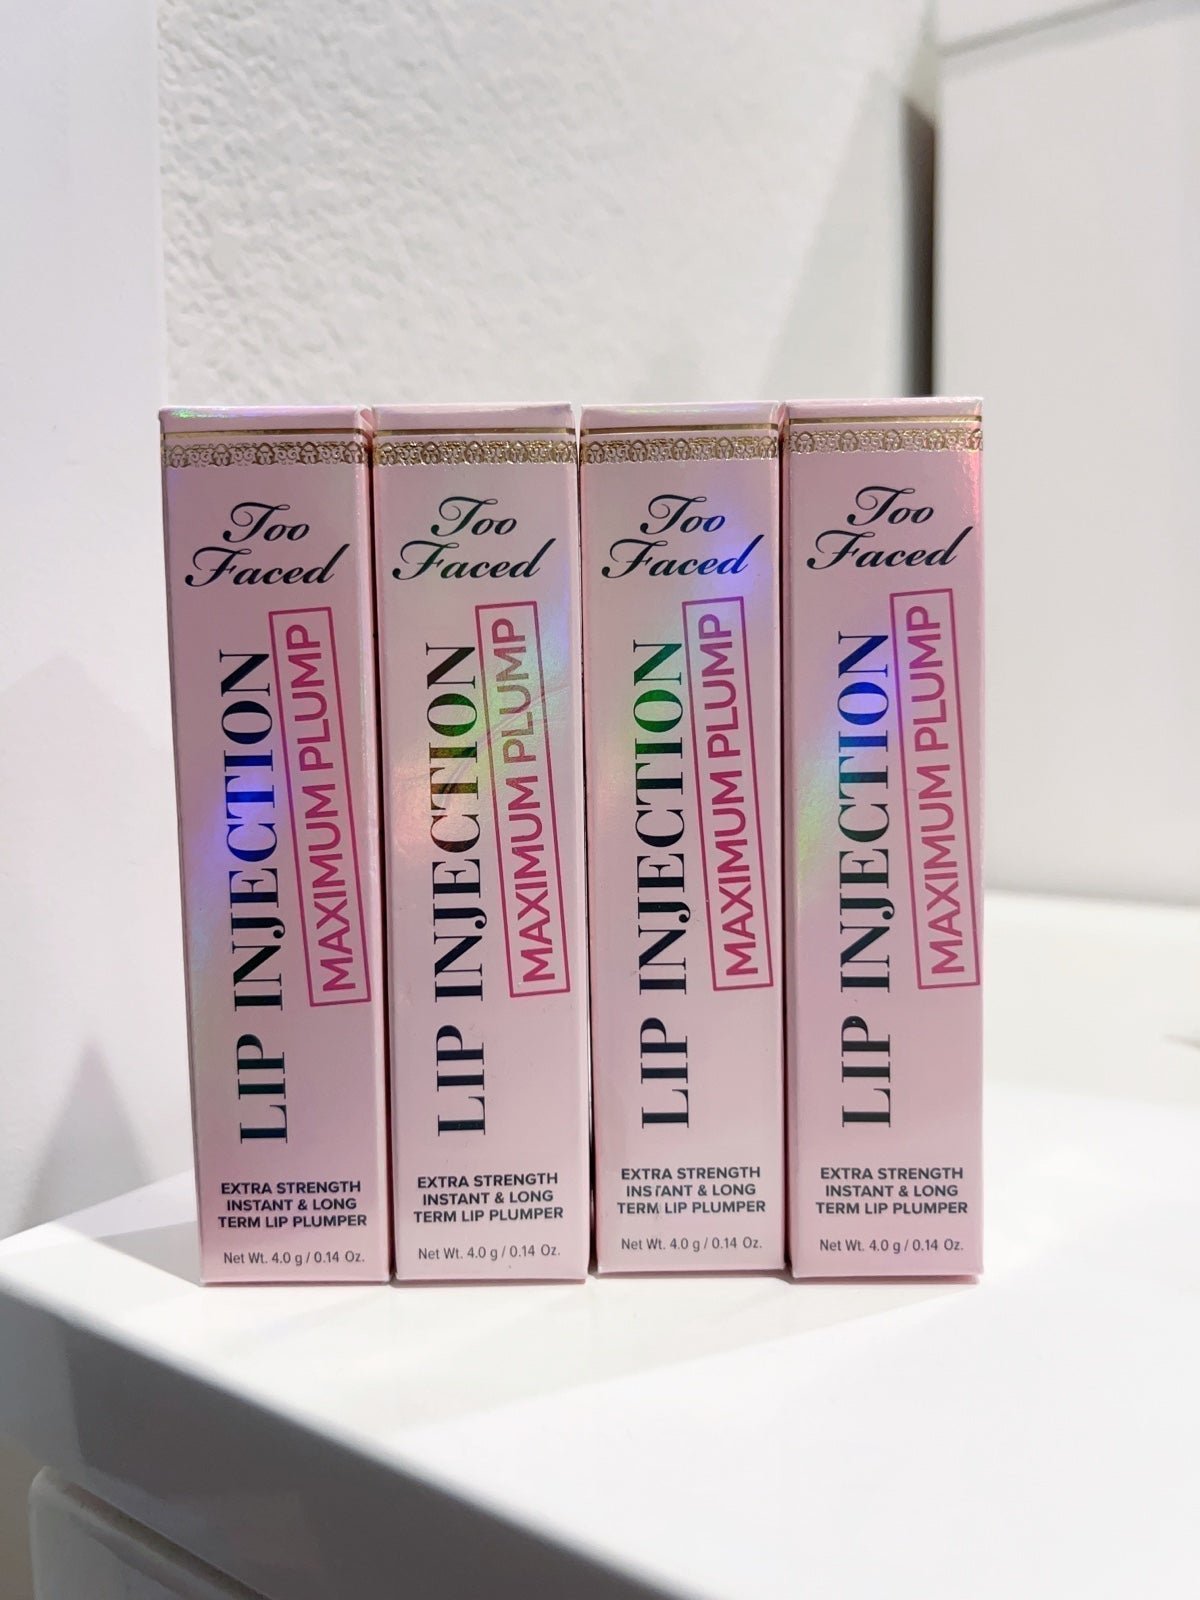 Too
Faced
LIP INJECTION
MAXIMUM PLUMP
EXTRA STRENGTH
INSTANT & LONG
TERM LIP PLUMPER
Net Wt. 4.0 g / 0.14 Oz.
Too
Faced
LIP INJECTION
MAXIMUM PLUMP
EXTRA STRENGTH
INSTANT & LONG
TERM LIP PLUMPER
Net Wt. 4.0 g / 0.14 Oz.
Too
Faced
LIP INJECTION
MAXIMUM PLUMP
EXTRA STRENGTH
INSTANT & LONG
TERM LIP PLUMPER
Net Wt. 4.0 g / 0.14 Oz.
Too
Faced
LIP INJECTION
MAXIMUM PLUMP
EXTRA STRENGTH
INSTANT & LONG
TERM LIP PLUMPER
Net Wt. 4.0 g / 0.14 Oz.